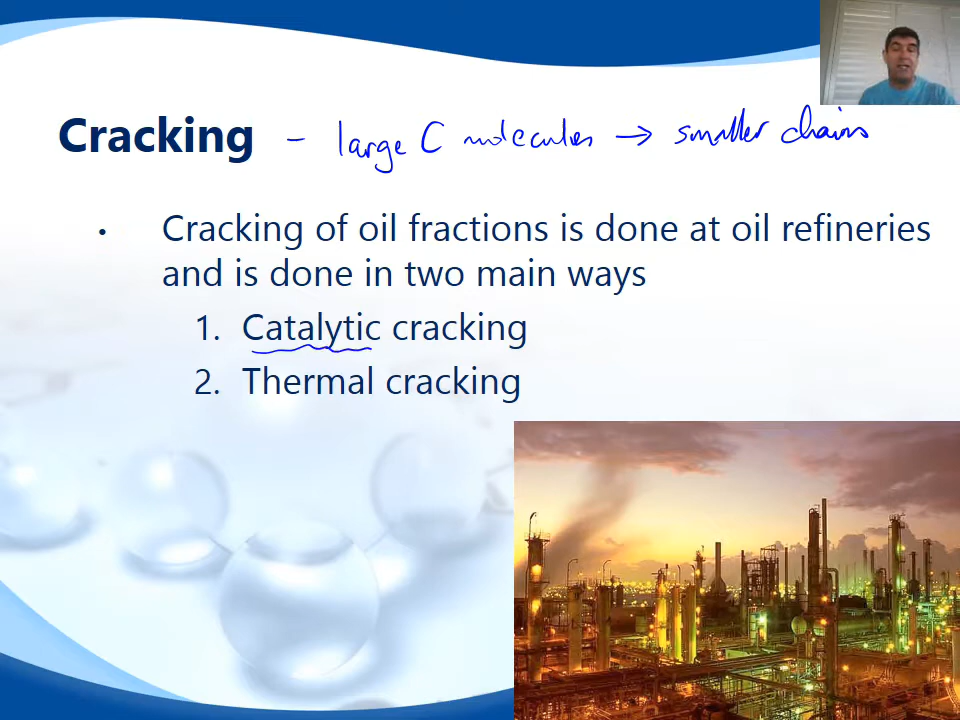 Cracking - large C molecules → smaller chains
• Cracking of oil fractions is done at oil refineries
and is done in two main ways
1. Catalytic cracking
2. Thermal cracking